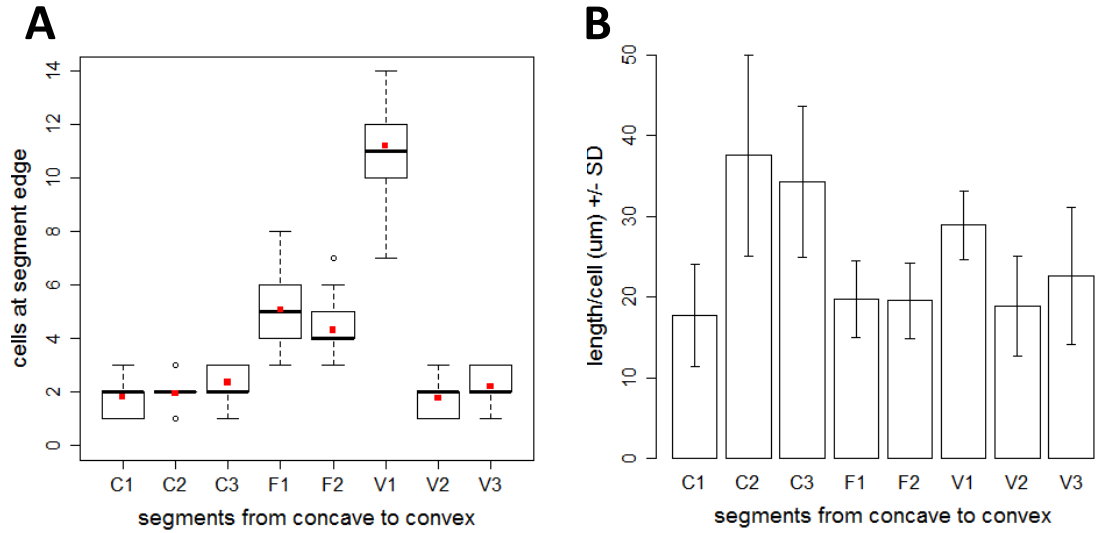 A
cells at segment edge
14
12
10
8
6
4
2
0
C1 C2 C3 F1 F2 V1 V2 V3
segments from concave to convex
B
length/cell (um) +/- SD
50
40
30
20
10
0
C1 C2 C3 F1 F2 V1 V2 V3
segments from concave to convex